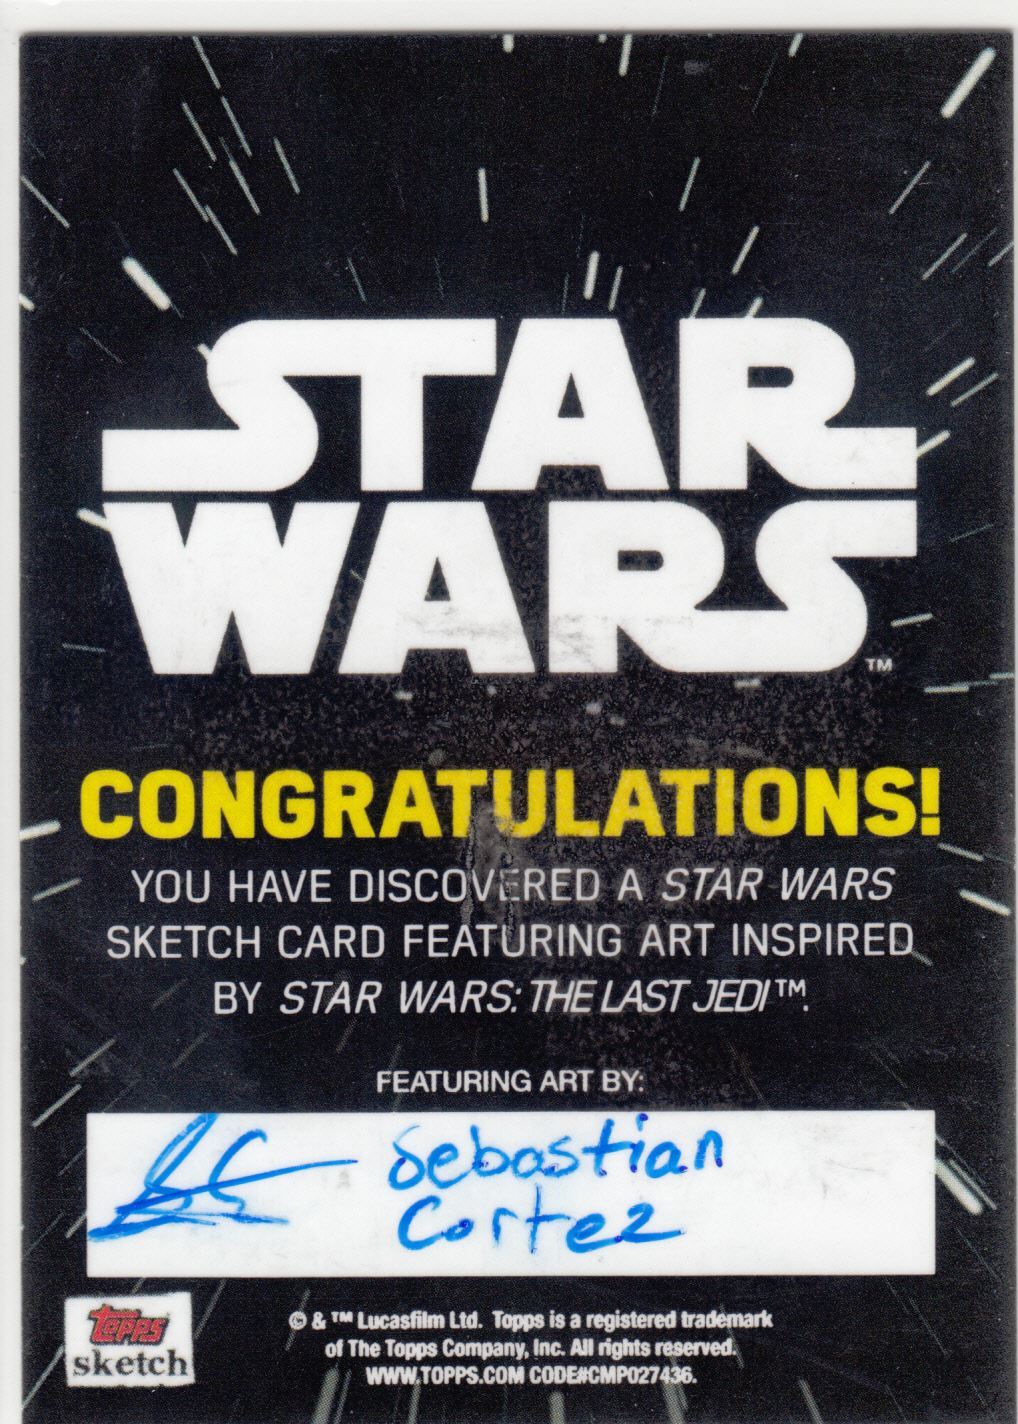 STAR
WARS™
CONGRATULATIONS!
YOU HAVE DISCOVERED A STAR WARS
SKETCH CARD FEATURING ART INSPIRED
BY STAR WARS: THE LAST JEDI™.
FEATURING ART BY:
Sebastian
Cortez
TOPPS
sketch
© & ™ Lucasfilm Ltd. Topps is a registered trademark
of The Topps Company, Inc. All rights reserved.
WWW.TOPPS.COM CODE#CMP027436.